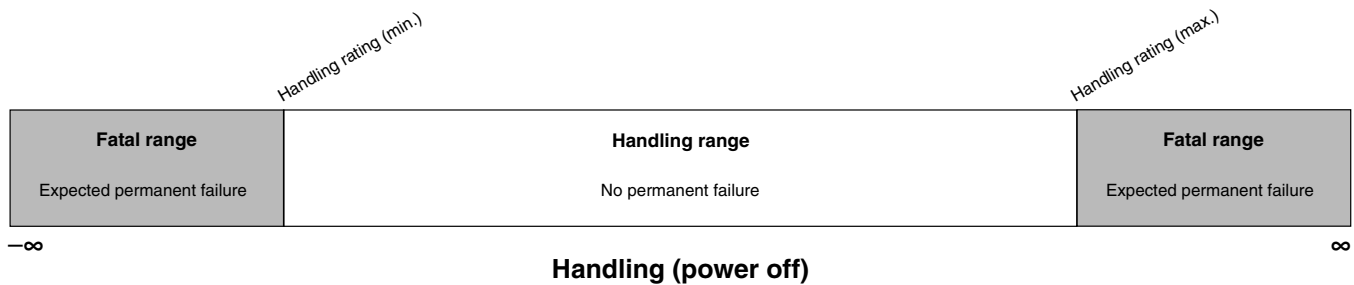 Handling rating (min.)
Handling rating (max.)
Fatal range
Handling range
Fatal range
Expected permanent failure
No permanent failure
Expected permanent failure
–∞
∞
Handling (power off)